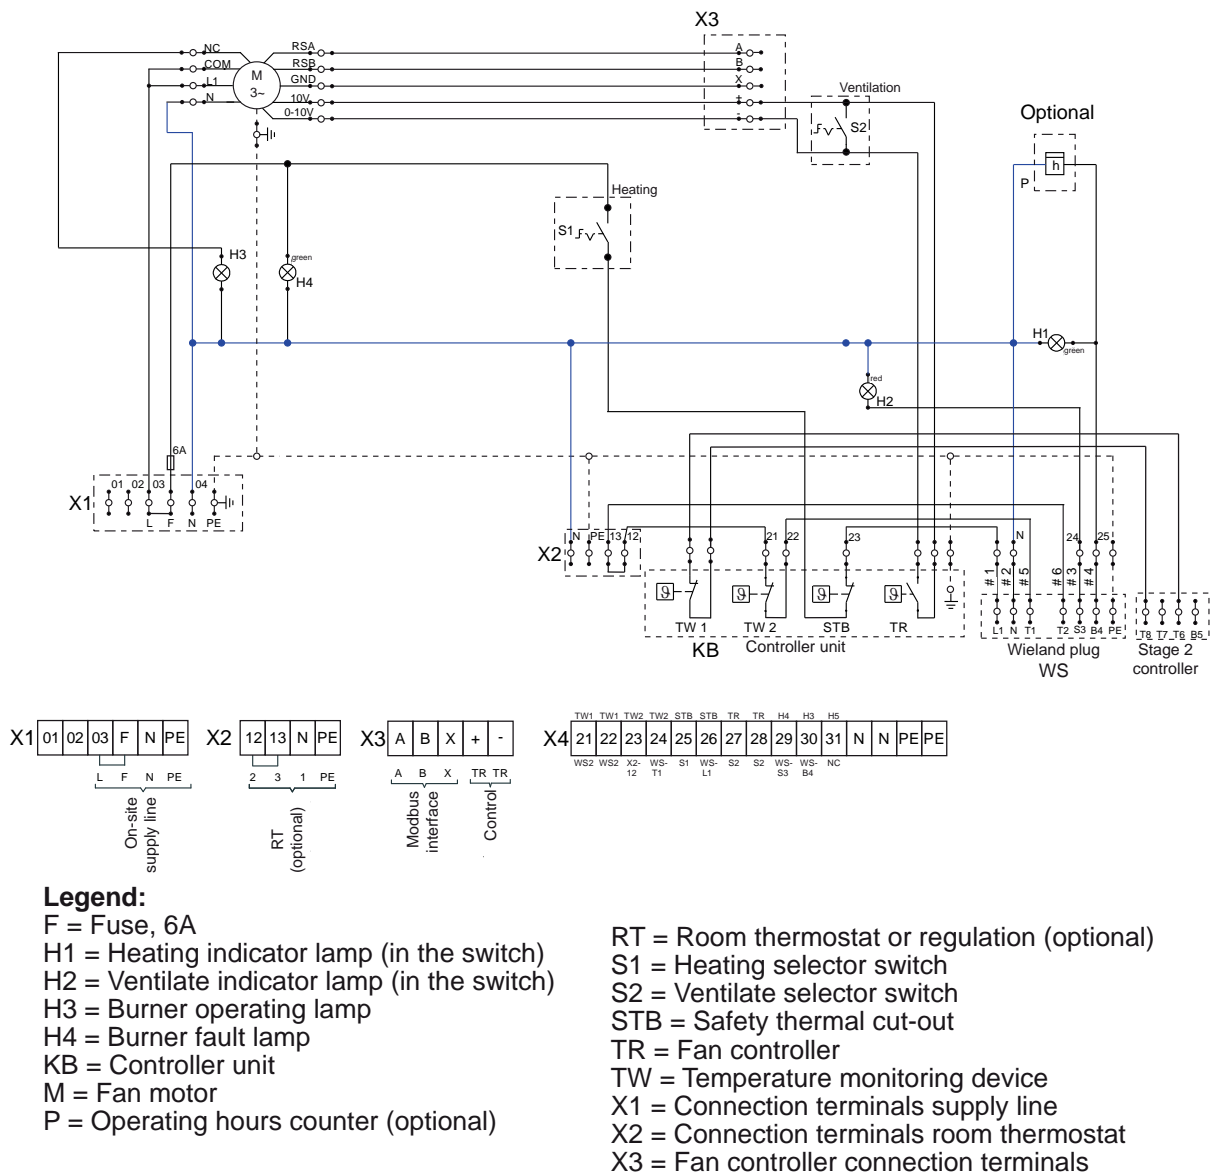 X3
NC RSA A
COM RSB B
M
L1 GND X
3~
N 10V +
0-10V -
Ventilation
S2
Optional
h
P
Heating
S1
H3
green
H4
H1
green
red
H2
6A
01 02 03 04
X1
L F N PE
N PE 13 12 21 22 23 N 24 25
X2
# 1 # 2 # 5 # 6 # 3 # 4
TW 1 TW 2 STB TR
L1 N T1 T2 S3 B4 PE
T8 T7 T6 B5
KB Controller unit
Wieland plug
WS
Stage 2
controller
X1 01 02 03 F N PE
L F N PE
On-site
supply line
X2 12 13 N PE
2 3 1 PE
RT
(optional)
X3 A B X + -
A B X TR TR
Modbus
interface
Control
TW1 TW1 TW2 TW2 STB STB TR TR H4 H3 H5
X4 21 22 23 24 25 26 27 28 29 30 31 N N PE PE
WS2 WS2 X2- WS- S1 WS- S2 S2 WS- WS- NC
12 T1 L1 S3 B4
Legend:
F = Fuse, 6A
H1 = Heating indicator lamp (in the switch)
H2 = Ventilate indicator lamp (in the switch)
H3 = Burner operating lamp
H4 = Burner fault lamp
KB = Controller unit
M = Fan motor
P = Operating hours counter (optional)
RT = Room thermostat or regulation (optional)
S1 = Heating selector switch
S2 = Ventilate selector switch
STB = Safety thermal cut-out
TR = Fan controller
TW = Temperature monitoring device
X1 = Connection terminals supply line
X2 = Connection terminals room thermostat
X3 = Fan controller connection terminals